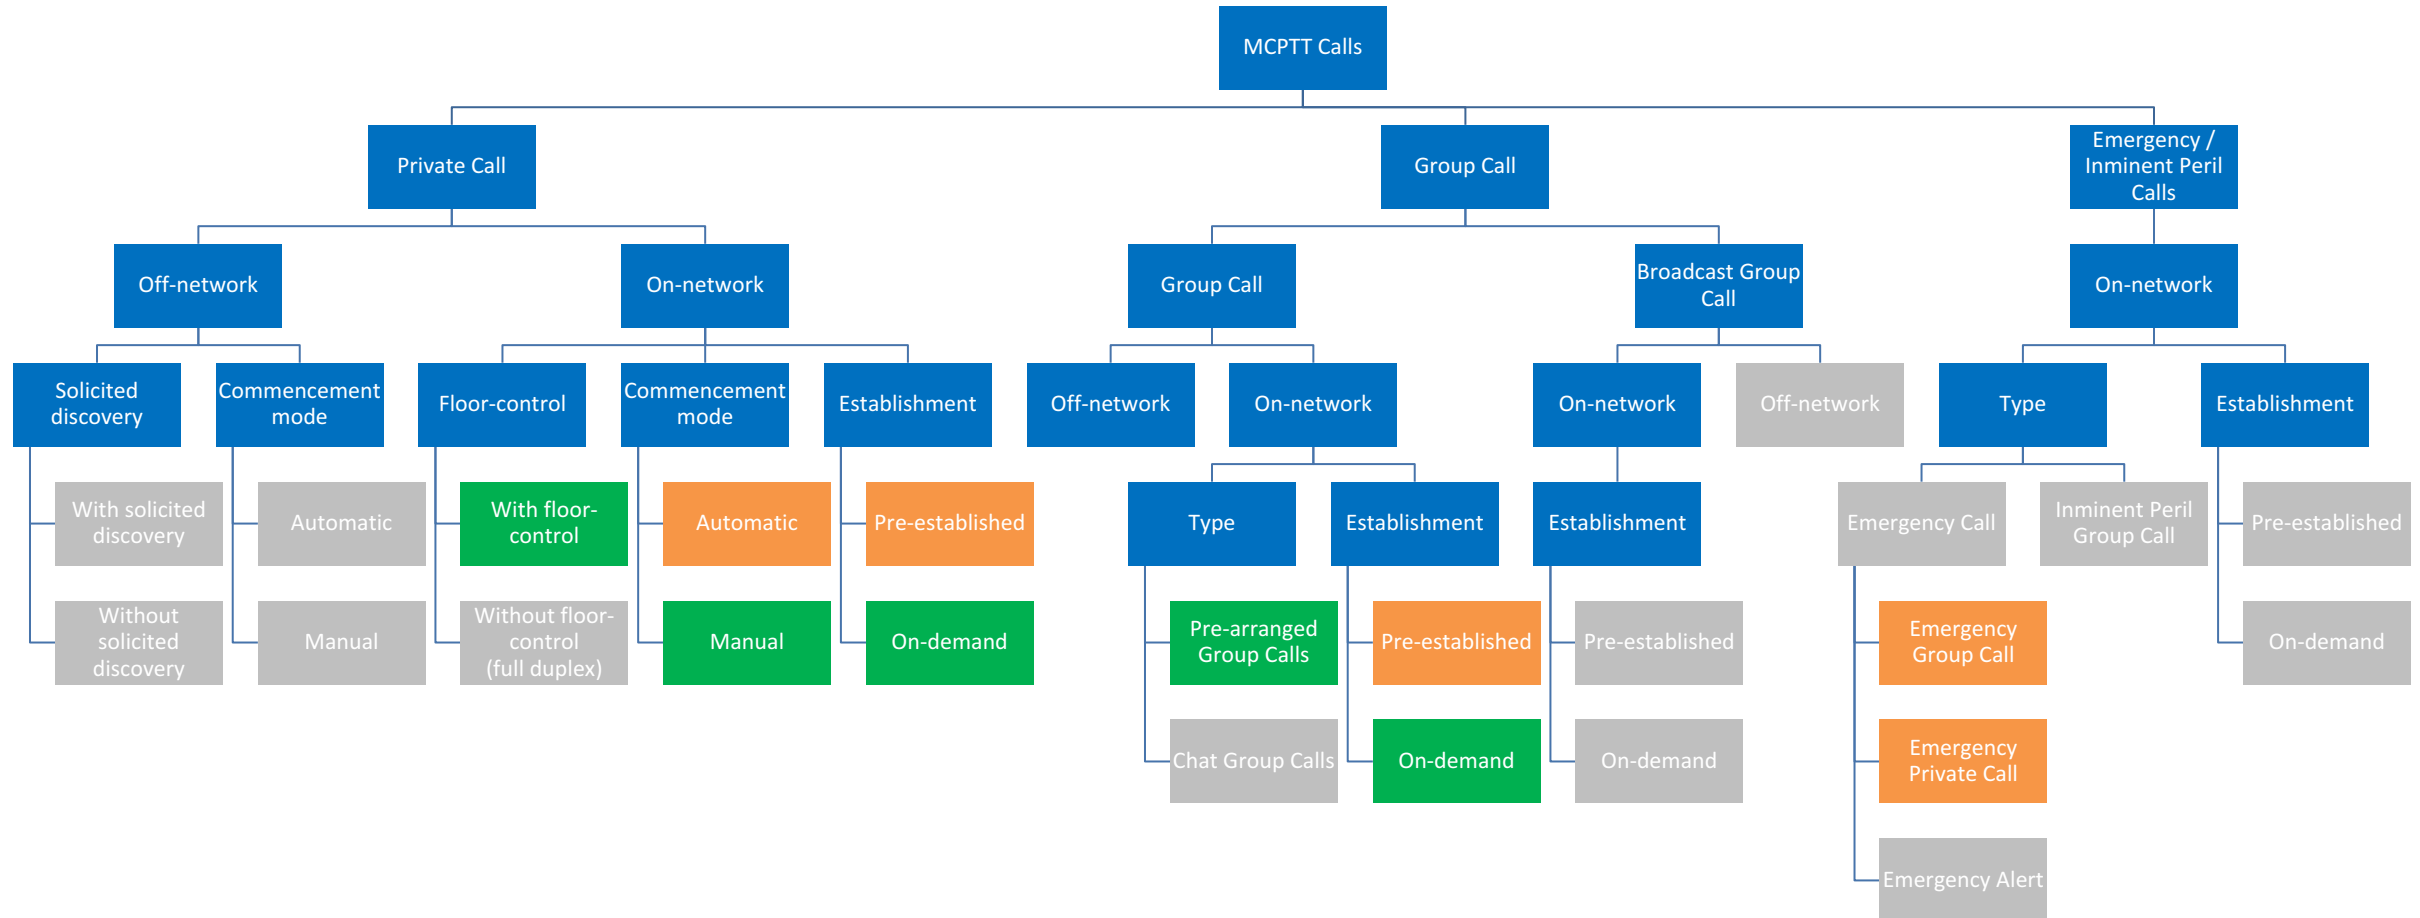 MCPTT Calls
Private Call
Group Call
Emergency /
Inminent Peril
Calls
Off-network
On-network
Group Call
Broadcast Group
Call
On-network
Solicited
discovery
Commencement
mode
Floor-control
Commencement
mode
Establishment
Off-network
On-network
On-network
Off-network
Type
Establishment
With solicited
discovery
Automatic
With floor-
control
Automatic
Pre-established
Type
Establishment
Establishment
Emergency Call
Inminent Peril
Group Call
Pre-established
Without
solicited
discovery
Manual
Without floor-
control
(full duplex)
Manual
On-demand
Pre-arranged
Group Calls
Pre-established
Pre-established
Emergency
Group Call
On-demand
Chat Group Calls
On-demand
On-demand
Emergency
Private Call
Emergency Alert